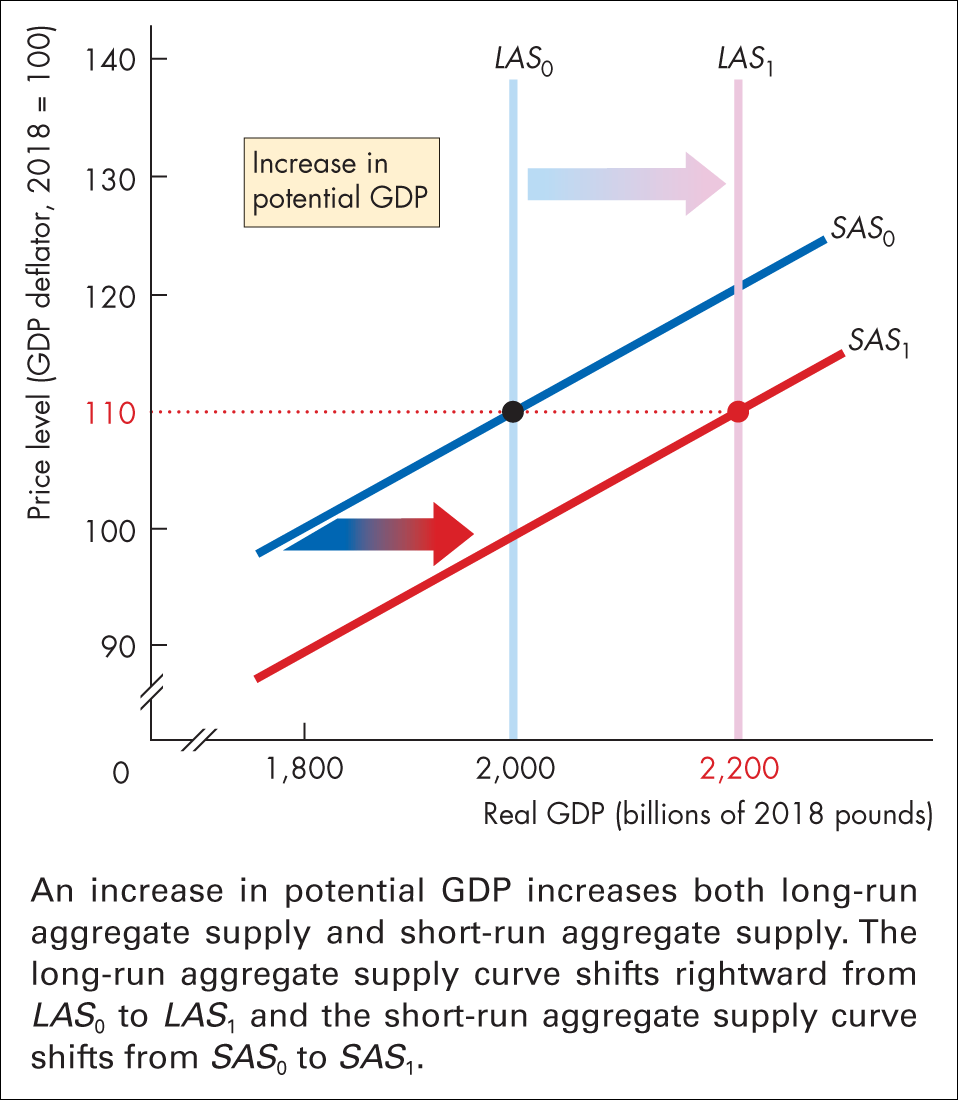 Price level (GDP deflator, 2018 = 100)
140
130
120
110
100
90
0
LAS₀
LAS₁
Increase in
potential GDP
SAS₀
SAS₁
1,800
2,000
2,200
Real GDP (billions of 2018 pounds)
An increase in potential GDP increases both long-run
aggregate supply and short-run aggregate supply. The
long-run aggregate supply curve shifts rightward from
LAS₀ to LAS₁ and the short-run aggregate supply curve
shifts from SAS₀ to SAS₁.